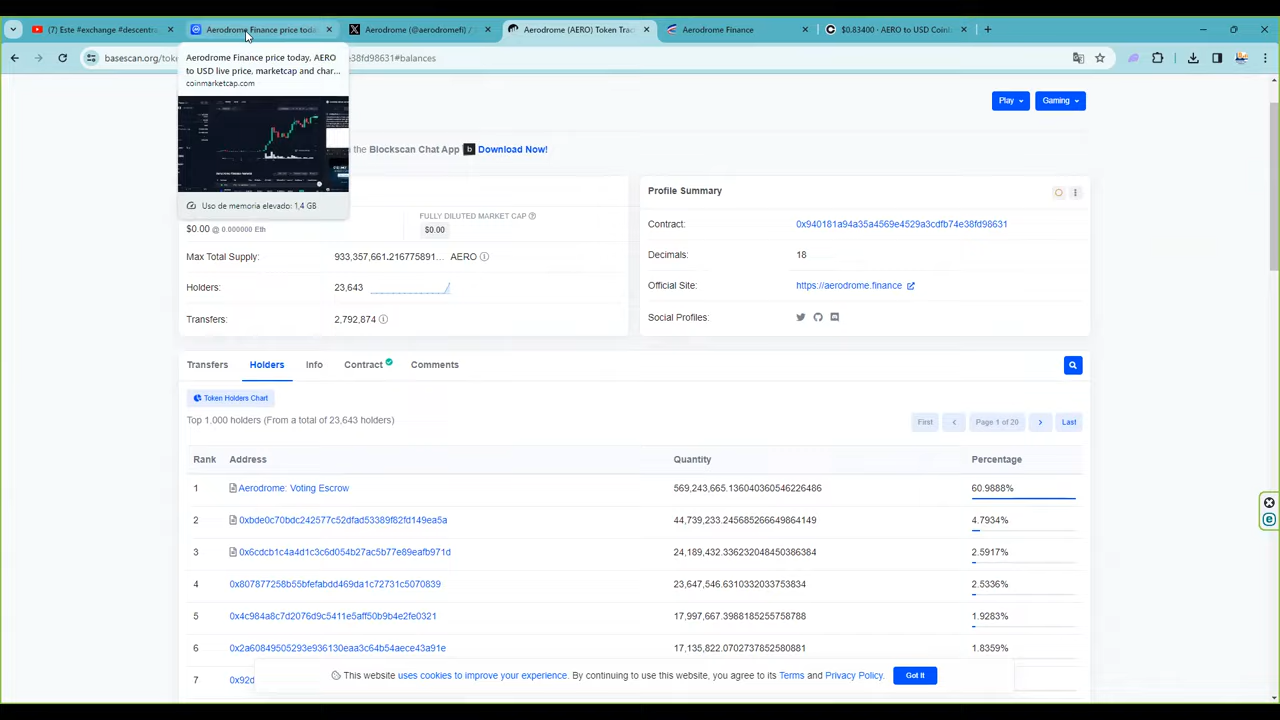 (7) Este #exchange #descentra
Aerodrome Finance price toda
Aerodrome (@aerodromefi) / X
Aerodrome (AERO) Token Trac
Aerodrome Finance
$0.83400 - AERO to USD Coinb
basescan.org/tok
38fd98631#balances
Aerodrome Finance price today, AERO
to USD live price, marketcap and char...
coinmarketcap.com
Uso de memoria elevado: 1,4 GB
Play
Gaming
the Blockscan Chat App
Download Now!
FULLY DILUTED MARKET CAP
$0.00 @ 0.000000 Eth
$0.00
Max Total Supply:
933,357,661.216775891... AERO
Holders:
23,643
Transfers:
2,792,874
Profile Summary
Contract:
0x940181a94a35a4569e4529a3cdfb74e38fd98631
Decimals:
18
Official Site:
https://aerodrome.finance
Social Profiles:
Transfers
Holders
Info
Contract
Comments
Token Holders Chart
Top 1,000 holders (From a total of 23,643 holders)
First
Page 1 of 20
Last
Rank
Address
Quantity
Percentage
1
Aerodrome: Voting Escrow
569,243,665.136040360546226486
60.9888%
2
0xbde0c70bdc242577c52dfad53389f82fd149ea5a
44,739,233.245685266649864149
4.7934%
3
0x6cdcb1c4a4d1c3c6d054b27ac5b77e89eafb971d
24,189,432.336232048450386384
2.5917%
4
0x807877258b55bfefabdd469da1c72731c5070839
23,647,546.6310332033753834
2.5336%
5
0x4c984a8c7d2076d9c5411e5aff50b9b4e2fe0321
17,997,667.3988185255758788
1.9283%
6
0x2a60849505293e936130eaa3c64b54aece43a91e
17,135,822.0702737852580881
1.8359%
7
0x92d
This website uses cookies to improve your experience. By continuing to use this website, you agree to its Terms and Privacy Policy.
Got It